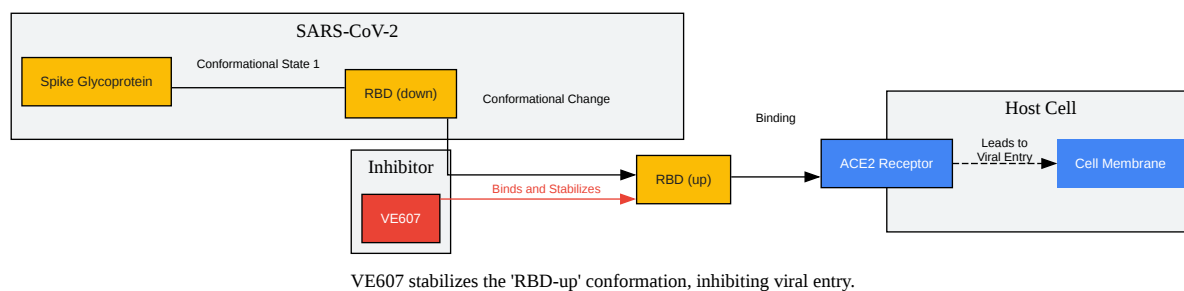 SARS-CoV-2
Spike Glycoprotein
Conformational State 1
RBD (down)
Conformational Change
Inhibitor
VE607
Binds and Stabilizes
RBD (up)
Binding
Host Cell
ACE2 Receptor
Leads to
Viral Entry
Cell Membrane
VE607 stabilizes the 'RBD-up' conformation, inhibiting viral entry.